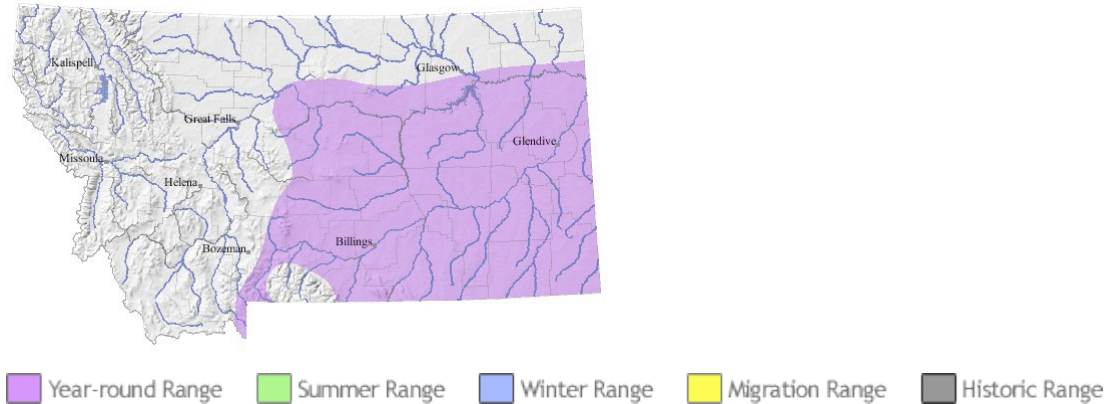 Kalispell
Glasgow
Great Falls
Glendive
Missoula
Helena
Billings
Bozeman
Year-round Range
Summer Range
Winter Range
Migration Range
Historic Range